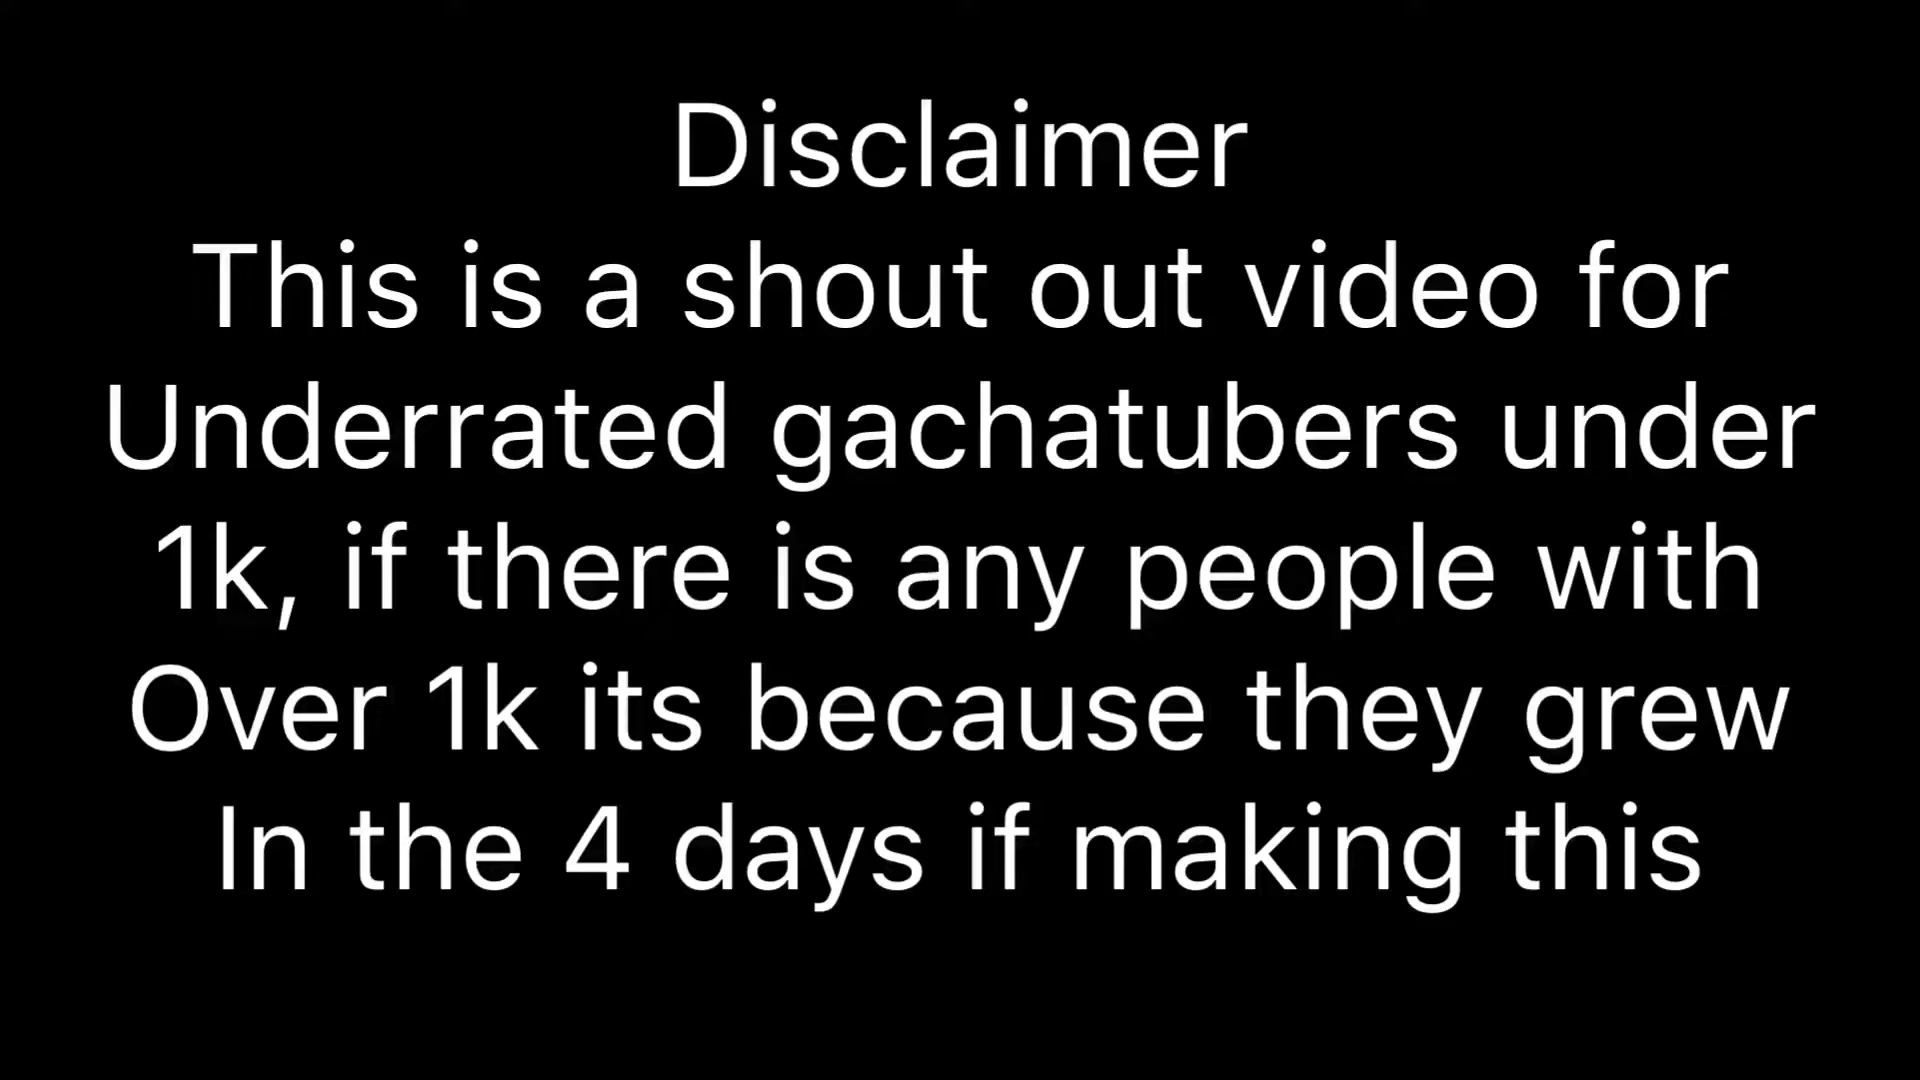 Disclaimer
This is a shout out video for
Underrated gachatubers under
1k, if there is any people with
Over 1k its because they grew
In the 4 days if making this